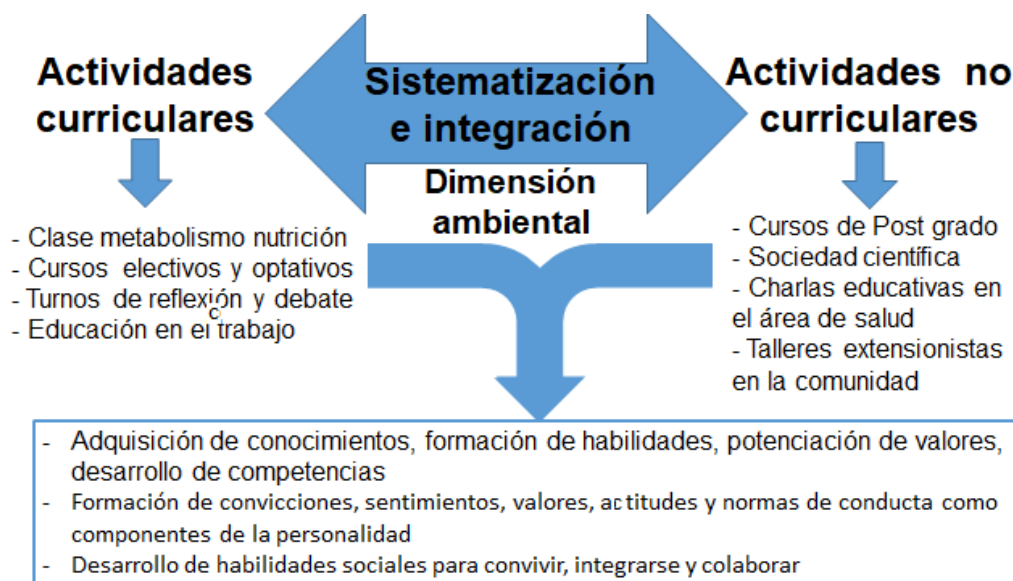 Actividades
curriculares
Sistematización
e integración
Dimensión
ambiental
Actividades no
curriculares
- Clase metabolismo nutrición
- Cursos electivos y optativos
- Turnos de reflexión y debate
- Educación en el trabajo
c
- Cursos de Post grado
- Sociedad científica
- Charlas educativas en
el área de salud
- Talleres extensionistas
en la comunidad
- Adquisición de conocimientos, formación de habilidades, potenciación de valores,
desarrollo de competencias
- Formación de convicciones, sentimientos, valores, actitudes y normas de conducta como
componentes de la personalidad
- Desarrollo de habilidades sociales para convivir, integrarse y colaborar